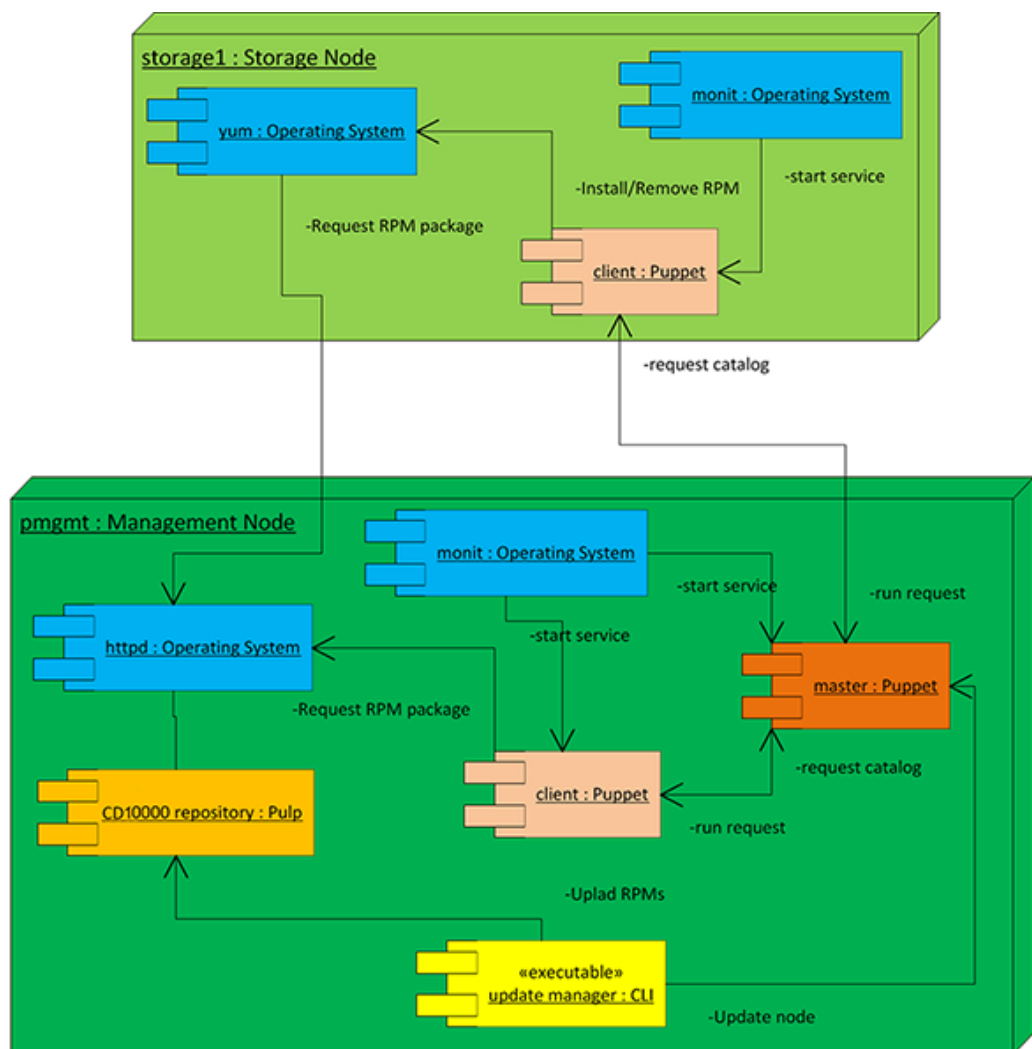 storage1 : Storage Node
monit : Operating System
yum : Operating System
-start service
-Install/Remove RPM
-Request RPM package
client : Puppet
-request catalog
pmgmt : Management Node
monit : Operating System
-start service
-run request
-start service
httpd : Operating System
master : Puppet
-Request RPM package
-request catalog
client : Puppet
CD10000 repository : Pulp
-run request
-Uplad RPMs
«executable»
update manager : CLI
-Update node